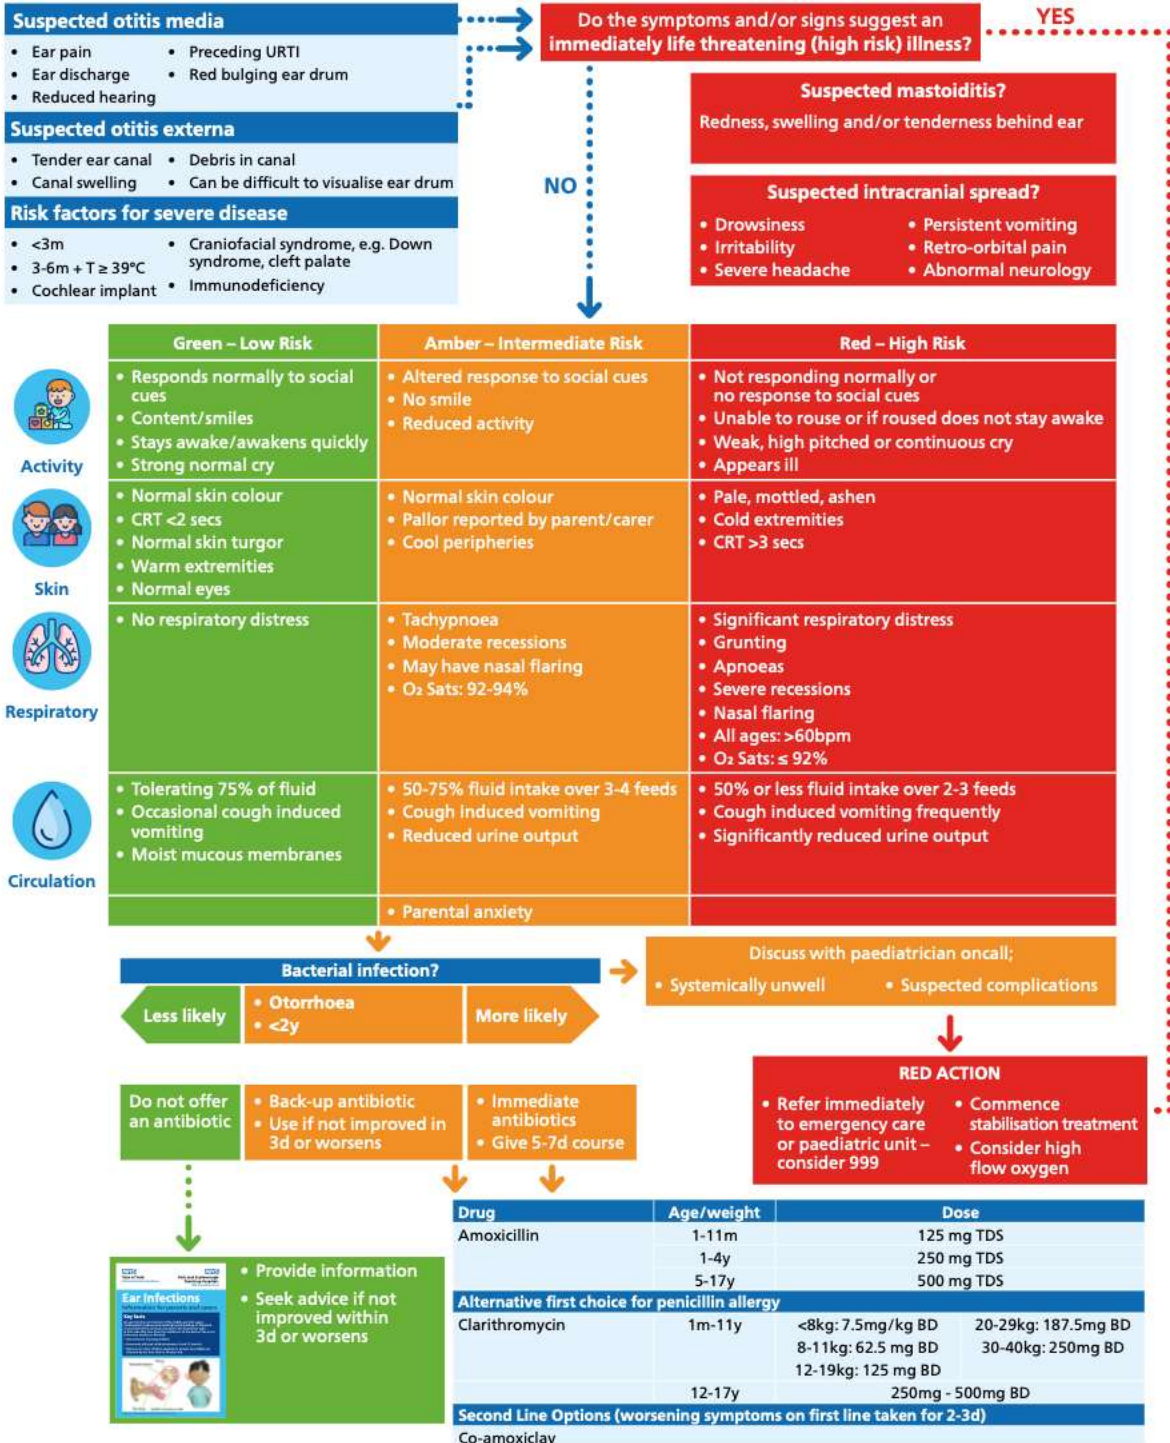 Suspected otitis media
• Ear pain
• Ear discharge
• Reduced hearing
• Preceding URTI
• Red bulging ear drum
Suspected otitis externa
• Tender ear canal
• Canal swelling
• Debris in canal
• Can be difficult to visualise ear drum
Risk factors for severe disease
• <3m
• 3-6m + T ≥ 39°C
• Cochlear implant
• Craniofacial syndrome, e.g. Down
syndrome, cleft palate
• Immunodeficiency
Do the symptoms and/or signs suggest an
immediately life threatening (high risk) illness?
YES
NO
Suspected mastoiditis?
Redness, swelling and/or tenderness behind ear
Suspected intracranial spread?
• Drowsiness
• Irritability
• Severe headache
• Persistent vomiting
• Retro-orbital pain
• Abnormal neurology
Green – Low Risk
Amber – Intermediate Risk
Red – High Risk
Activity
• Responds normally to social
cues
• Content/smiles
• Stays awake/awakens quickly
• Strong normal cry
• Altered response to social cues
• No smile
• Reduced activity
• Not responding normally or
no response to social cues
• Unable to rouse or if roused does not stay awake
• Weak, high pitched or continuous cry
• Appears ill
Skin
• Normal skin colour
• CRT <2 secs
• Normal skin turgor
• Warm extremities
• Normal eyes
• Normal skin colour
• Pallor reported by parent/carer
• Cool peripheries
• Pale, mottled, ashen
• Cold extremities
• CRT >3 secs
Respiratory
• No respiratory distress
• Tachypnoea
• Moderate recessions
• May have nasal flaring
• O₂ Sats: 92-94%
• Significant respiratory distress
• Grunting
• Apnoeas
• Severe recessions
• Nasal flaring
• All ages: >60bpm
• O₂ Sats: ≤ 92%
Circulation
• Tolerating 75% of fluid
• Occasional cough induced
vomiting
• Moist mucous membranes
• 50-75% fluid intake over 3-4 feeds
• Cough induced vomiting
• Reduced urine output
• 50% or less fluid intake over 2-3 feeds
• Cough induced vomiting frequently
• Significantly reduced urine output
• Parental anxiety
Bacterial infection?
Less likely
• Otorrhoea
• <2y
More likely
Discuss with paediatrician oncall;
• Systemically unwell
• Suspected complications
RED ACTION
• Refer immediately
to emergency care
or paediatric unit –
consider 999
• Commence
stabilisation treatment
• Consider high
flow oxygen
Do not offer
an antibiotic
• Back-up antibiotic
• Use if not improved in
3d or worsens
• Immediate
antibiotics
• Give 5-7d course
Ear Infections
Information for parents and carers
Key facts
• Provide information
• Seek advice if not
improved within
3d or worsens
Drug Age/weight Dose
Amoxicillin 1-11m 125 mg TDS
1-4y 250 mg TDS
5-17y 500 mg TDS
Alternative first choice for penicillin allergy
Clarithromycin 1m-11y <8kg: 7.5mg/kg BD 20-29kg: 187.5mg BD
8-11kg: 62.5 mg BD 30-40kg: 250mg BD
12-19kg: 125 mg BD
12-17y 250mg - 500mg BD
Second Line Options (worsening symptoms on first line taken for 2-3d)
Co-amoxiclav